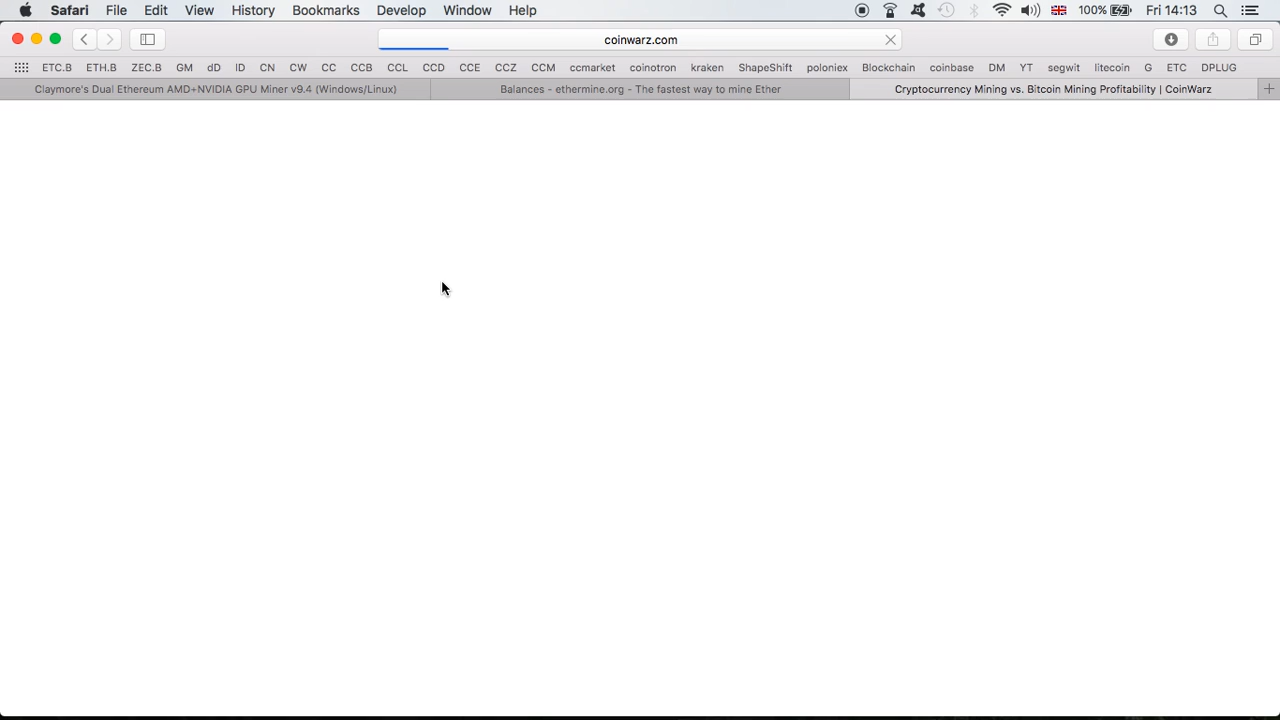 Safari File Edit View History Bookmarks Develop Window Help 100% Fri 14:13
coinwarz.com
ETC.B ETH.B ZEC.B GM dD ID CN CW CC CCB CCL CCD CCE CCZ CCM ccmarket coinotron kraken ShapeShift poloniex Blockchain coinbase DM YT segwit litecoin G ETC DPLUG
Claymore's Dual Ethereum AMD+NVIDIA GPU Miner v9.4 (Windows/Linux) Balances - ethermine.org - The fastest way to mine Ether Cryptocurrency Mining vs. Bitcoin Mining Profitability | CoinWarz